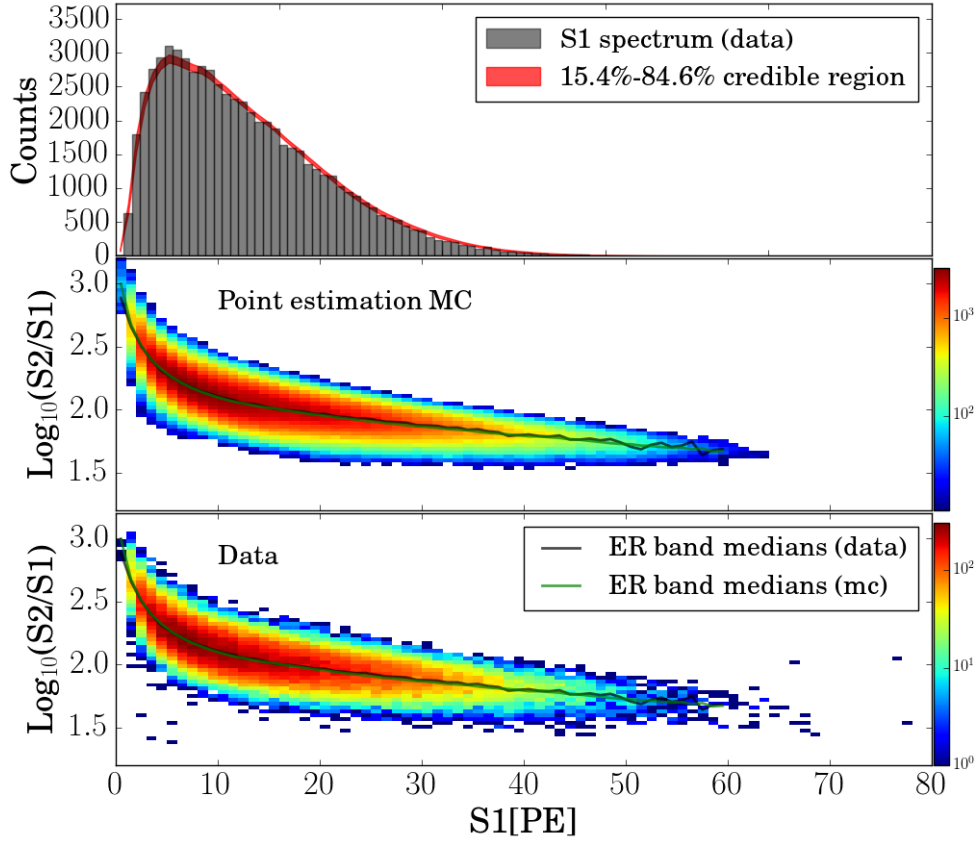 3500
3000
2500
2000
1500
1000
500
0
Counts
S1 spectrum (data)
15.4%-84.6% credible region
3.0
2.5
2.0
1.5
Log10(S2/S1)
Point estimation MC
10^3
10^2
3.0
2.5
2.0
1.5
Log10(S2/S1)
Data
ER band medians (data)
ER band medians (mc)
10^2
10^1
10^0
0 10 20 30 40 50 60 70 80
S1[PE]